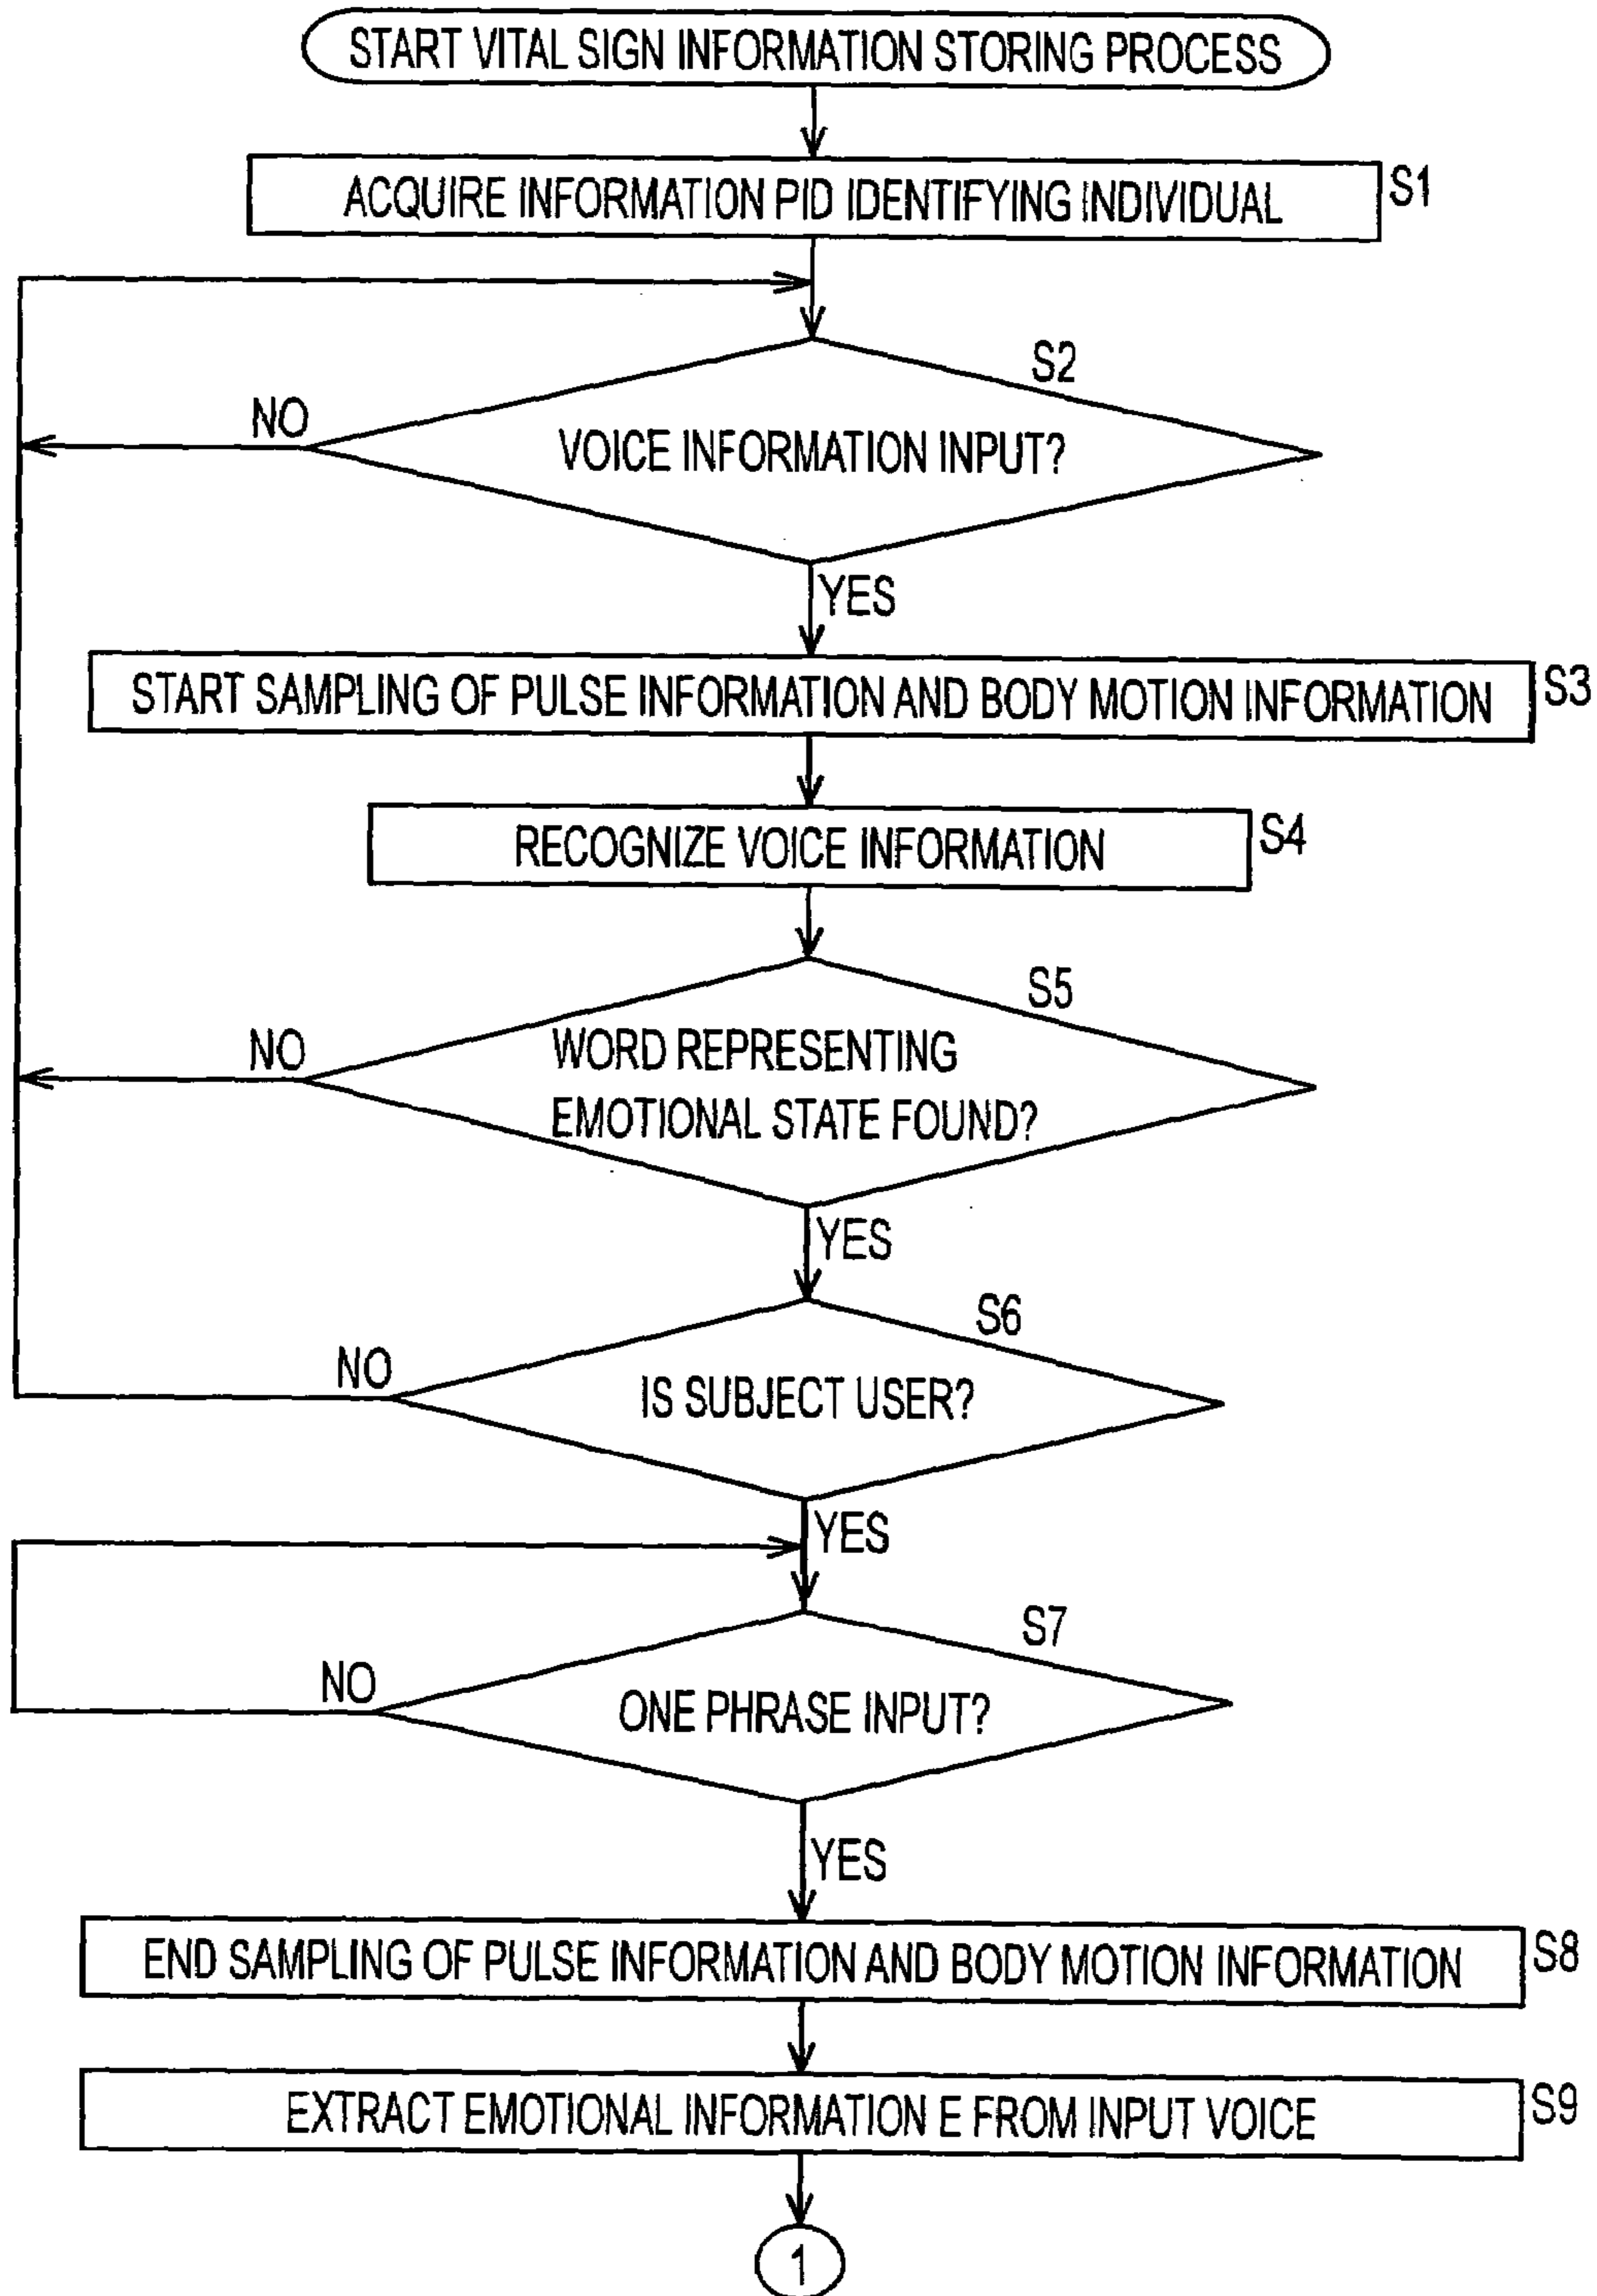 START VITAL SIGN INFORMATION STORING PROCESS
ACQUIRE INFORMATION PID IDENTIFYING INDIVIDUAL
S1
S2
NO
VOICE INFORMATION INPUT?
YES
START SAMPLING OF PULSE INFORMATION AND BODY MOTION INFORMATION
S3
RECOGNIZE VOICE INFORMATION
S4
S5
NO
WORD REPRESENTING
EMOTIONAL STATE FOUND?
YES
S6
NO
IS SUBJECT USER?
YES
S7
NO
ONE PHRASE INPUT?
YES
END SAMPLING OF PULSE INFORMATION AND BODY MOTION INFORMATION
S8
EXTRACT EMOTIONAL INFORMATION E FROM INPUT VOICE
S9
1